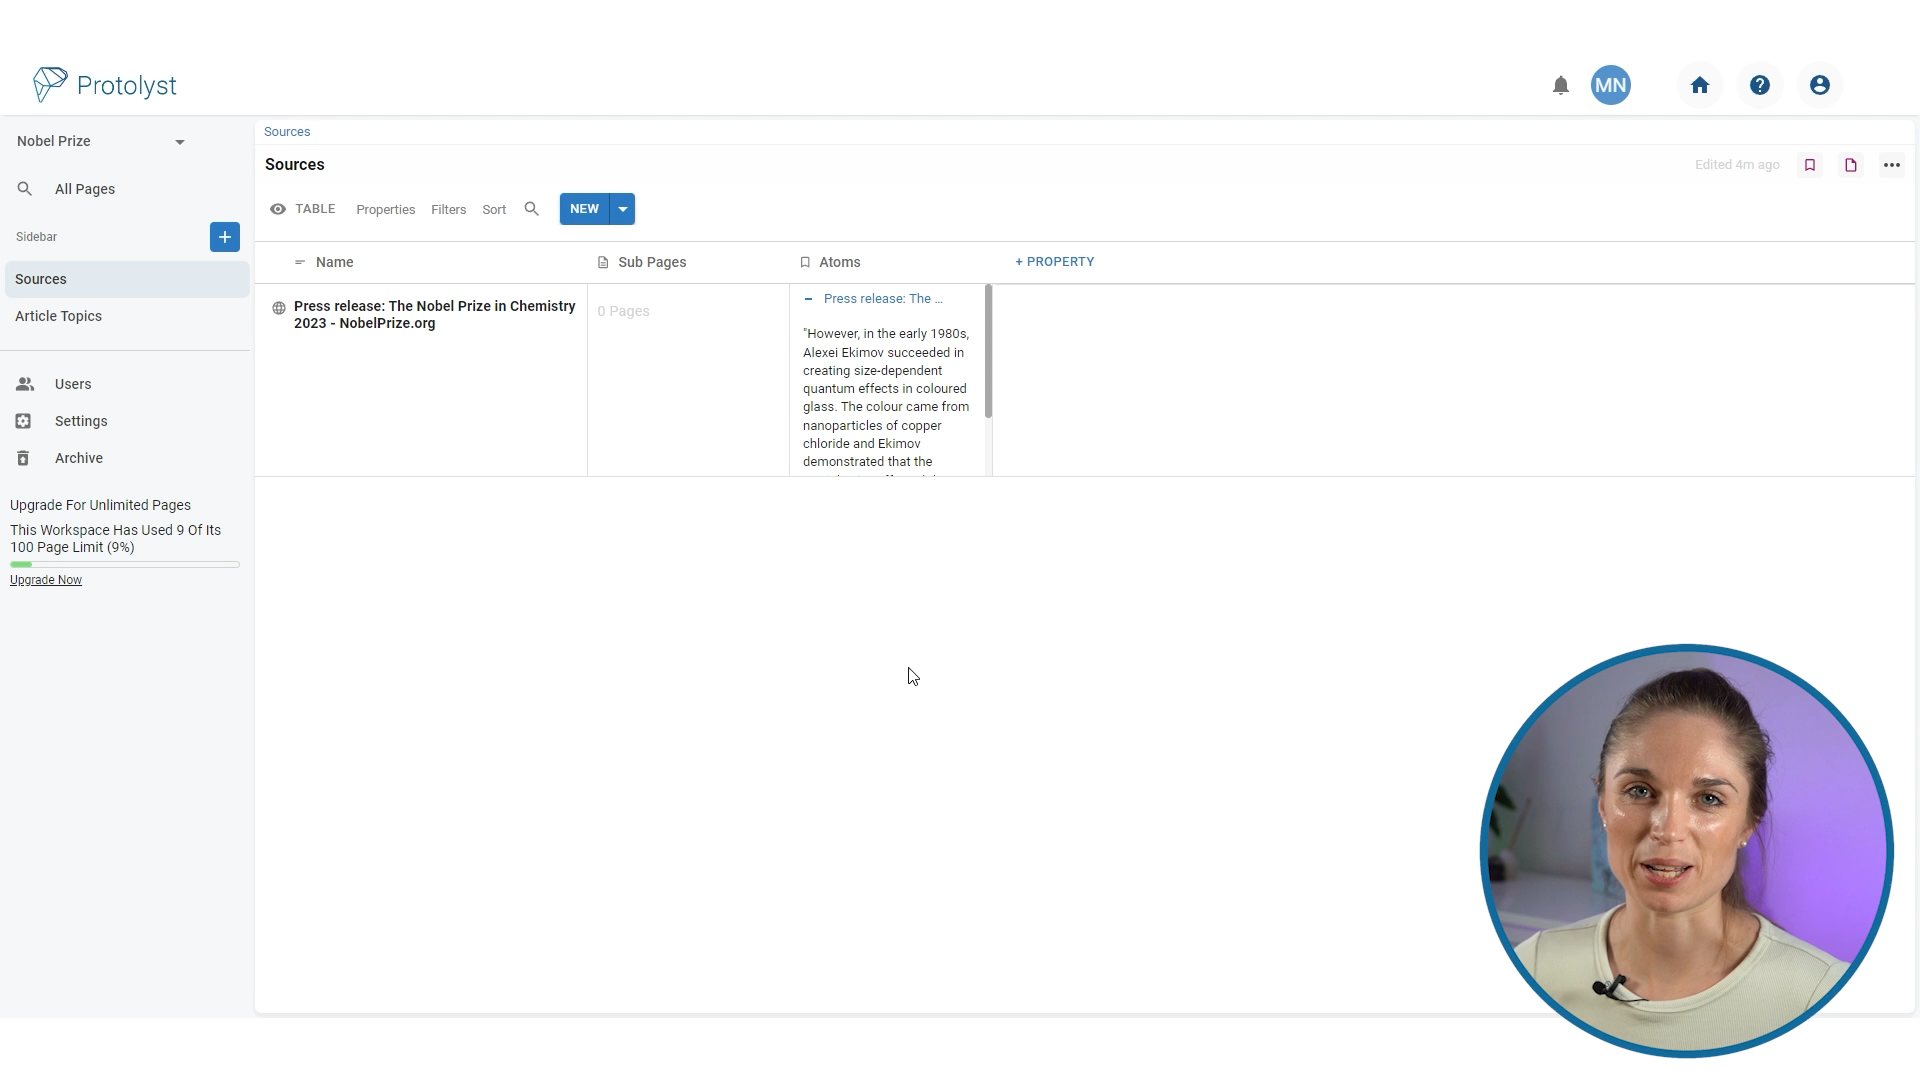 Protolyst
MN
Nobel Prize
All Pages
Sidebar
Sources
Article Topics
Users
Settings
Archive
Upgrade For Unlimited Pages
This Workspace Has Used 9 Of Its
100 Page Limit (9%)
Upgrade Now
Sources
Sources
Edited 4m ago
TABLE
Properties
Filters
Sort
NEW
Name
Sub Pages
Atoms
+ PROPERTY
Press release: The Nobel Prize in Chemistry
2023 - NobelPrize.org
0 Pages
Press release: The ...
"However, in the early 1980s,
Alexei Ekimov succeeded in
creating size-dependent
quantum effects in coloured
glass. The colour came from
nanoparticles of copper
chloride and Ekimov
demonstrated that the